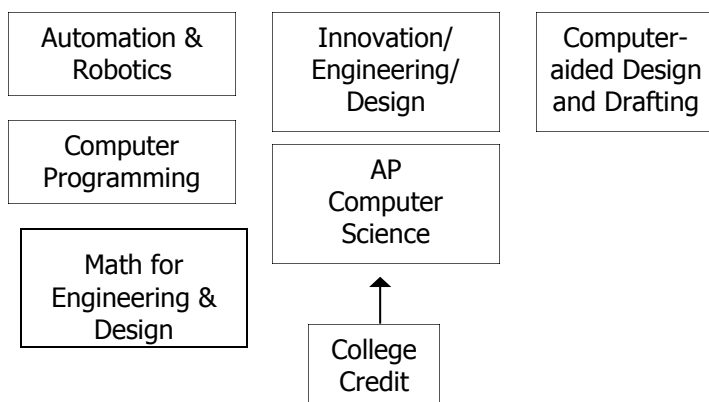 Automation &
Robotics
Innovation/
Engineering/
Design
Computer-
aided Design
and Drafting
Computer
Programming
AP
Computer
Science
Math for
Engineering &
Design
College
Credit